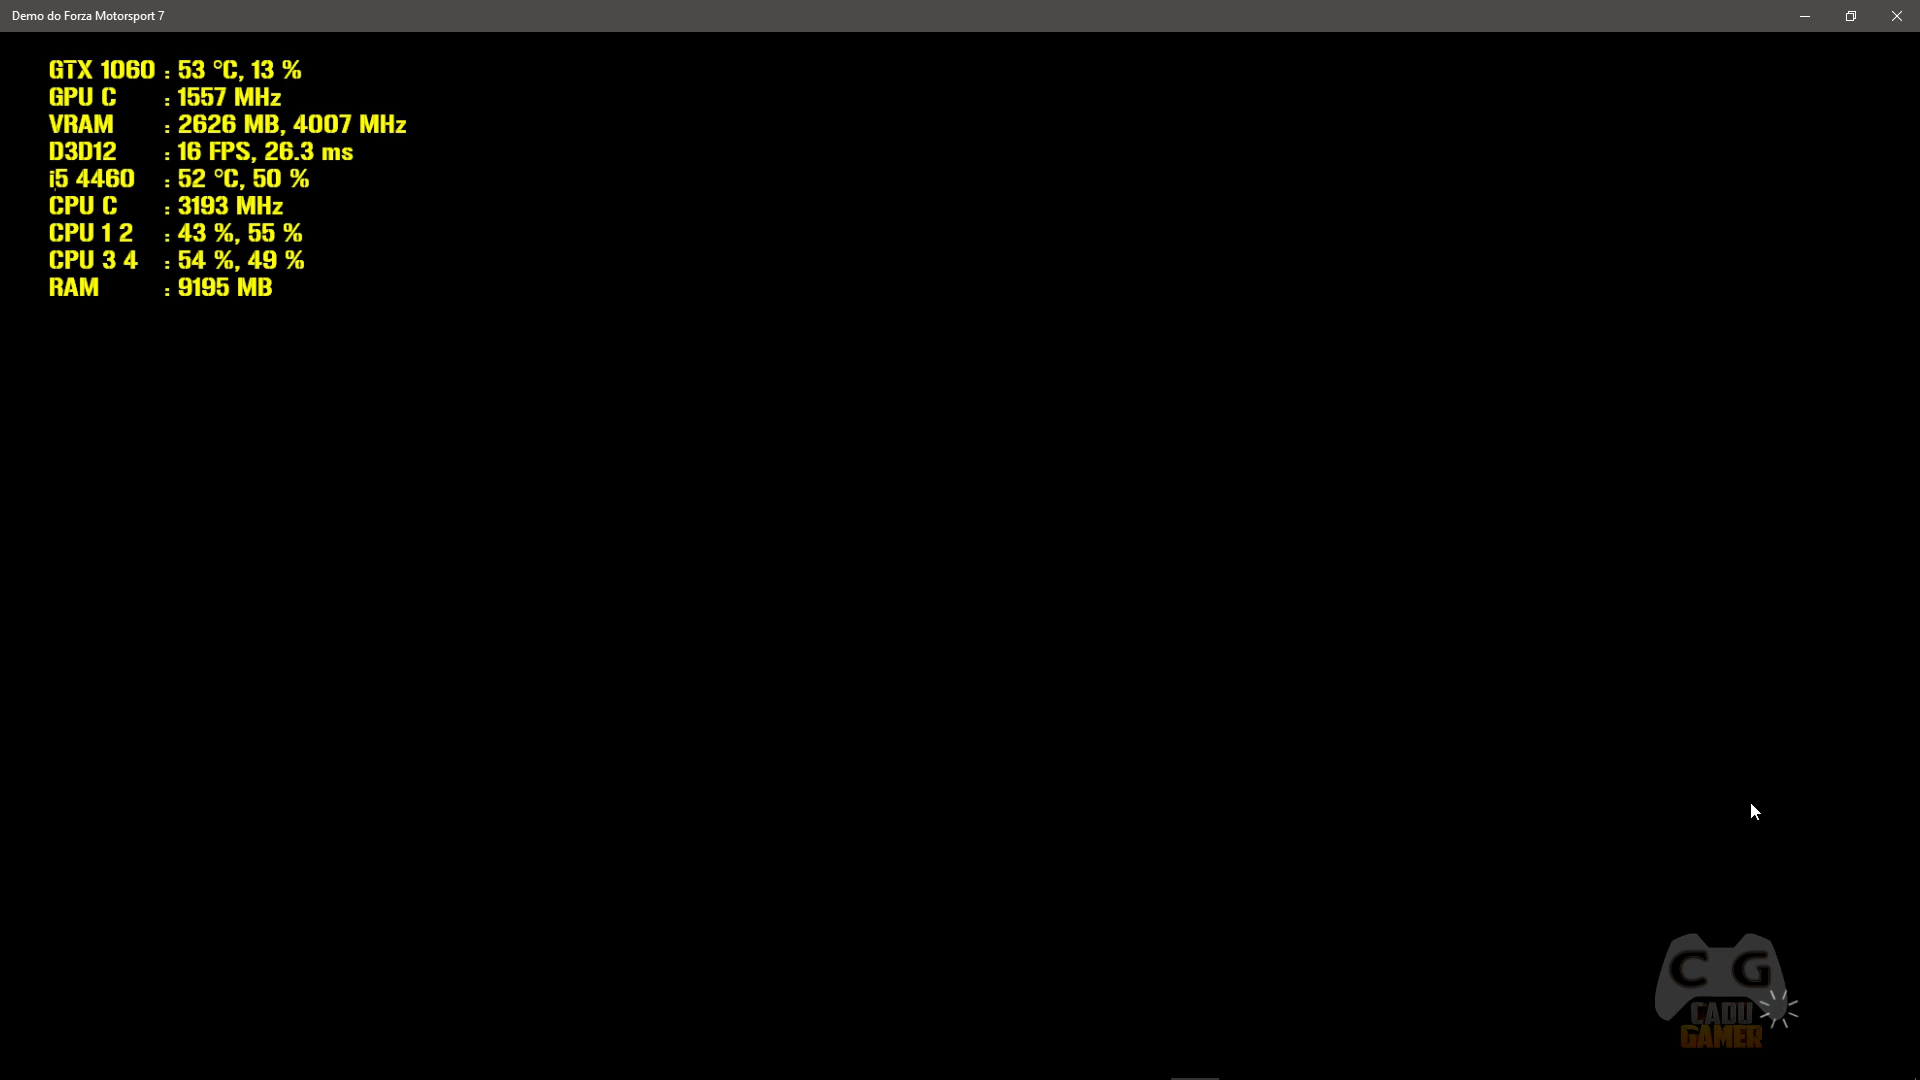 Demo do Forza Motorsport 7
GTX 1060 : 53 °C, 13 %
GPU C : 1557 MHz
VRAM : 2626 MB, 4007 MHz
D3D12 : 16 FPS, 26.3 ms
i5 4460 : 52 °C, 50 %
CPU C : 3193 MHz
CPU 1 2 : 43 %, 55 %
CPU 3 4 : 54 %, 49 %
RAM : 9195 MB
C G
CADU
GAMER